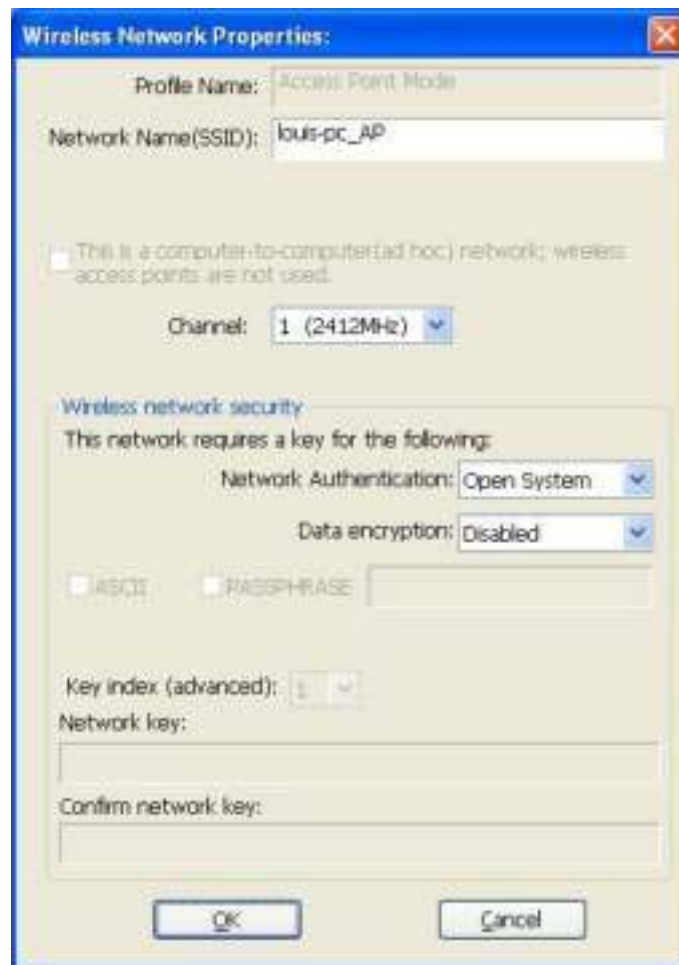 Wireless Network Properties:
Profile Name: Access Point Mode
Network Name(SSID): louis-pc_AP
This is a computer-to-computer(ad hoc) network; wireless
access points are not used.
Channel: 1 (2412MHz)
Wireless network security
This network requires a key for the following:
Network Authentication: Open System
Data encryption: Disabled
ASCII PASSPHRASE
Key index (advanced): 1
Network key:
Confirm network key:
OK Cancel